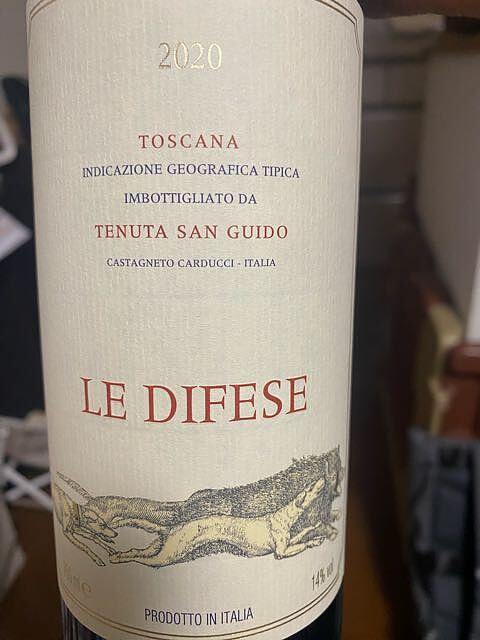 2020
TOSCANA
INDICAZIONE GEOGRAFICA TIPICA
IMBOTTIGLIATO DA
TENUTA SAN GUIDO
CASTAGNETO CARDUCCI - ITALIA
LE DIFESE
14% vol
PRODOTTO IN ITALIA